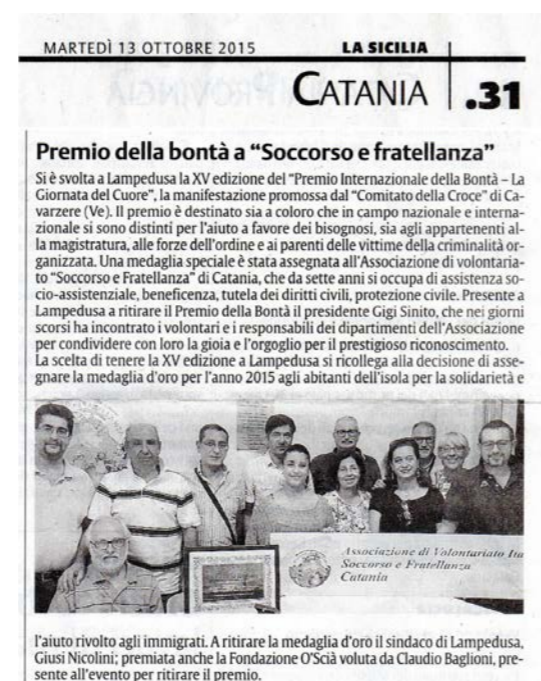 MARTEDÌ 13 OTTOBRE 2015 LA SICILIA
CATANIA .31
Premio della bontà a “Soccorso e fratellanza”
Si è svolta a Lampedusa la XV edizione del “Premio Internazionale della Bontà – La
Giornata del Cuore”, la manifestazione promossa dal “Comitato della Croce” di Ca-
varzere (Ve). Il premio è destinato sia a coloro che in campo nazionale e interna-
zionale si sono distinti per l’aiuto a favore dei bisognosi, sia agli appartenenti al-
la magistratura, alle forze dell’ordine e ai parenti delle vittime della criminalità or-
ganizzata. Una medaglia speciale è stata assegnata all’Associazione di volontaria-
to “Soccorso e Fratellanza” di Catania, che da sette anni si occupa di assistenza so-
cio-assistenziale, beneficenza, tutela dei diritti civili, protezione civile. Presente a
Lampedusa a ritirare il Premio della Bontà il presidente Gigi Sinito, che nei giorni
scorsi ha incontrato i volontari e i responsabili dei dipartimenti dell’Associazione
per condividere con loro la gioia e l’orgoglio per il prestigioso riconoscimento.
La scelta di tenere la XV edizione a Lampedusa si ricollega alla decisione di asse-
gnare la medaglia d’oro per l’anno 2015 agli abitanti dell’isola per la solidarietà e
Associazione di Volontariato Ita
Soccorso e Fratellanza
Catania
l’aiuto rivolto agli immigrati. A ritirare la medaglia d’oro il sindaco di Lampedusa,
Giusi Nicolini; premiata anche la Fondazione O’Scià voluta da Claudio Baglioni, pre-
sente all’evento per ritirare il premio.